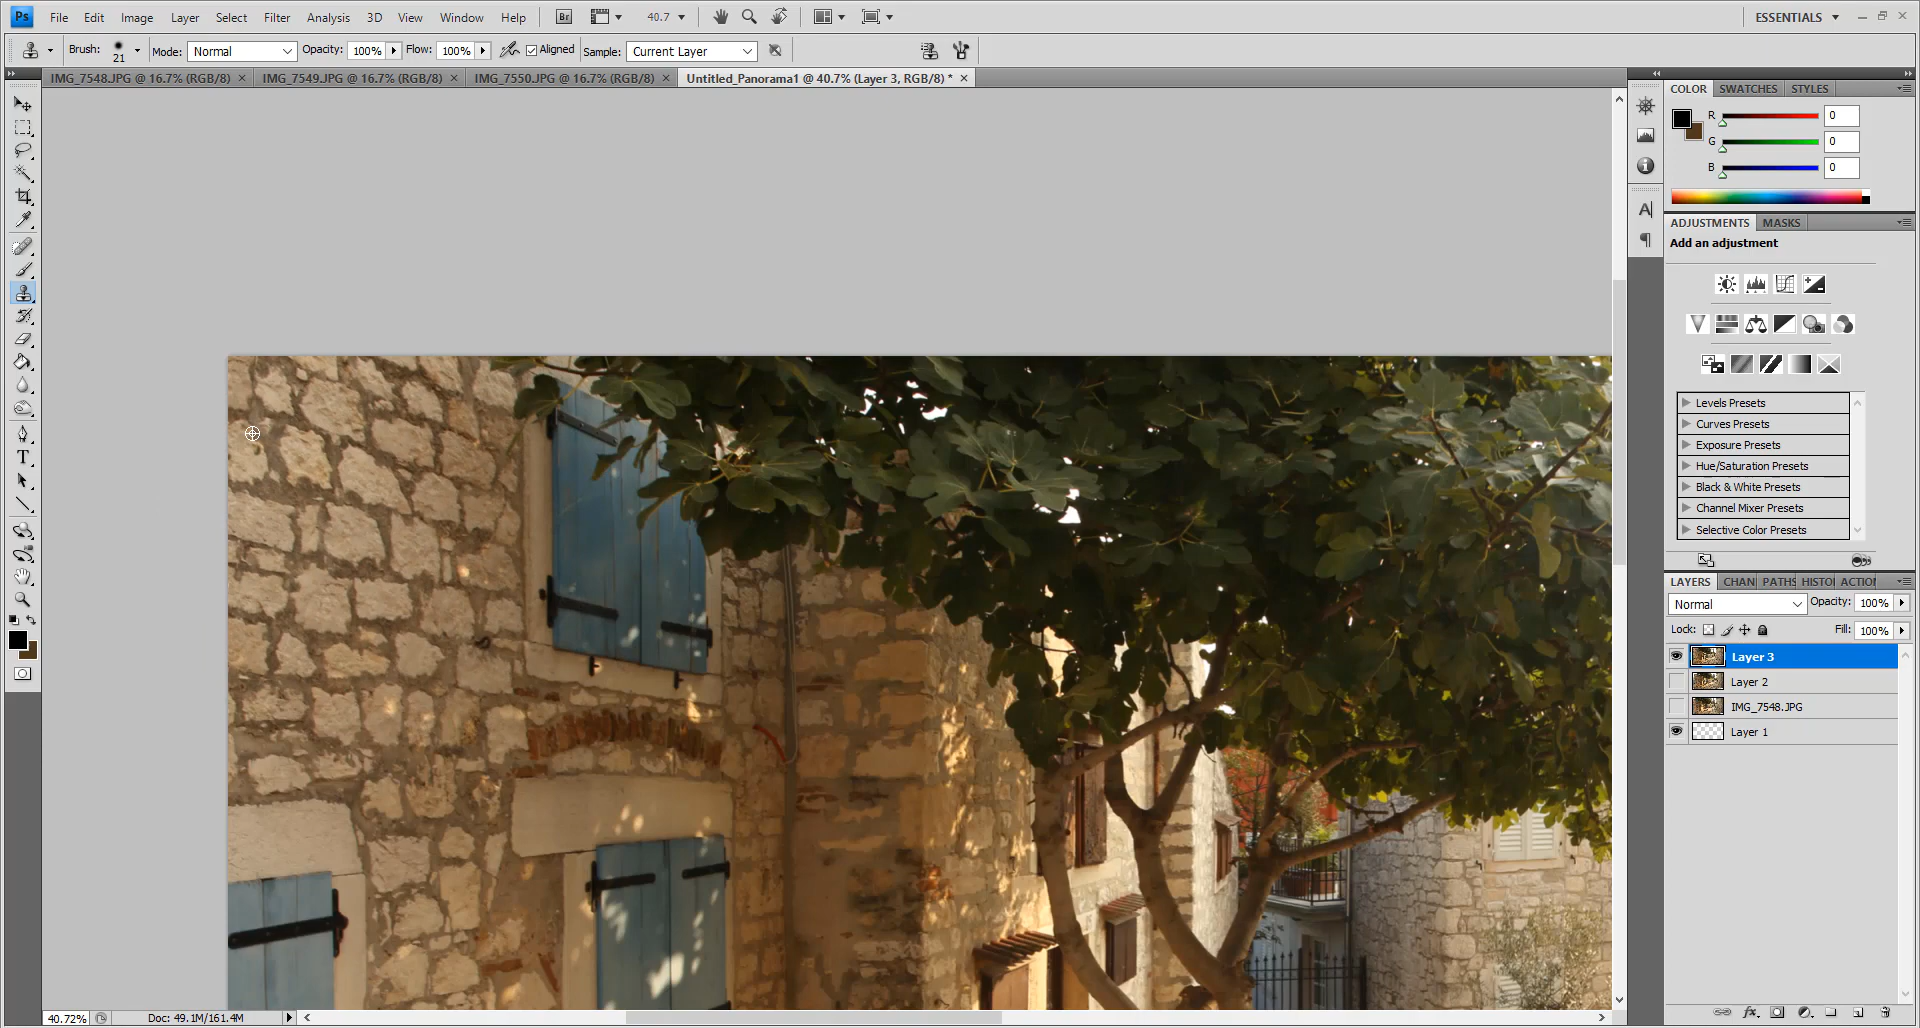 Ps File Edit Image Layer Select Filter Analysis 3D View Window Help Br 40.7 ESSENTIALS
Brush: 21 Mode: Normal Opacity: 100% Flow: 100% Aligned Sample: Current Layer
IMG_7548.JPG @ 16.7% (RGB/8) IMG_7549.JPG @ 16.7% (RGB/8) IMG_7550.JPG @ 16.7% (RGB/8) Untitled_Panorama1 @ 40.7% (Layer 3, RGB/8) *
COLOR SWATCHES STYLES
R 0
G 0
B 0
ADJUSTMENTS MASKS
Add an adjustment
Levels Presets
Curves Presets
Exposure Presets
Hue/Saturation Presets
Black & White Presets
Channel Mixer Presets
Selective Color Presets
LAYERS CHAN PATHS HISTO ACTION
Normal Opacity: 100%
Lock: Fill: 100%
Layer 3
Layer 2
IMG_7548.JPG
Layer 1
40.72% Doc: 49.1M/161.4M